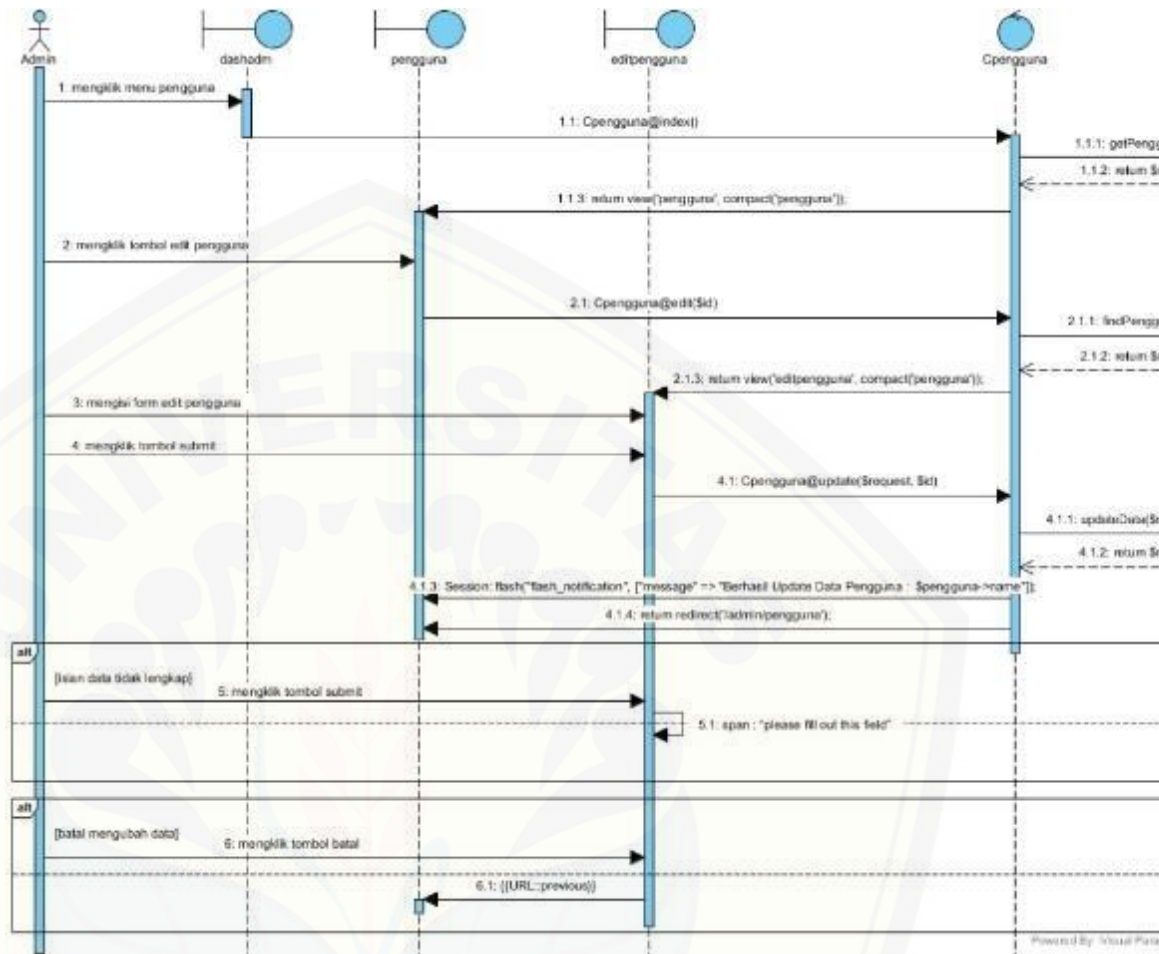 Admin
dashadm
pengguna
editpengguna
Cpengguna
1: mengklik menu pengguna
1.1: Cpengguna@index()
1.1.1: getPengg
1.1.2: return $r
1.1.3: return view('pengguna', compact('pengguna'));
2: mengklik tombol edit pengguna
2.1: Cpengguna@edit($id)
2.1.1: findPengg
2.1.2: return $r
2.1.3: return view('editpengguna', compact('pengguna'));
3: mengisi form edit pengguna
4: mengklik tombol submit
4.1: Cpengguna@update($request, $id)
4.1.1: updateData($r
4.1.2: return $r
4.1.3: Session::flash("flash_notification", ["message" => "Berhasil Update Data Pengguna : $pengguna->name"]);
4.1.4: return redirect('/admin/pengguna');
alt
[isian data tidak lengkap]
5: mengklik tombol submit
5.1: span : "please fill out this field"
alt
[batal mengubah data]
6: mengklik tombol batal
6.1: {{URL::previous}}
Powered By Visual Para
UNIVERSITAS